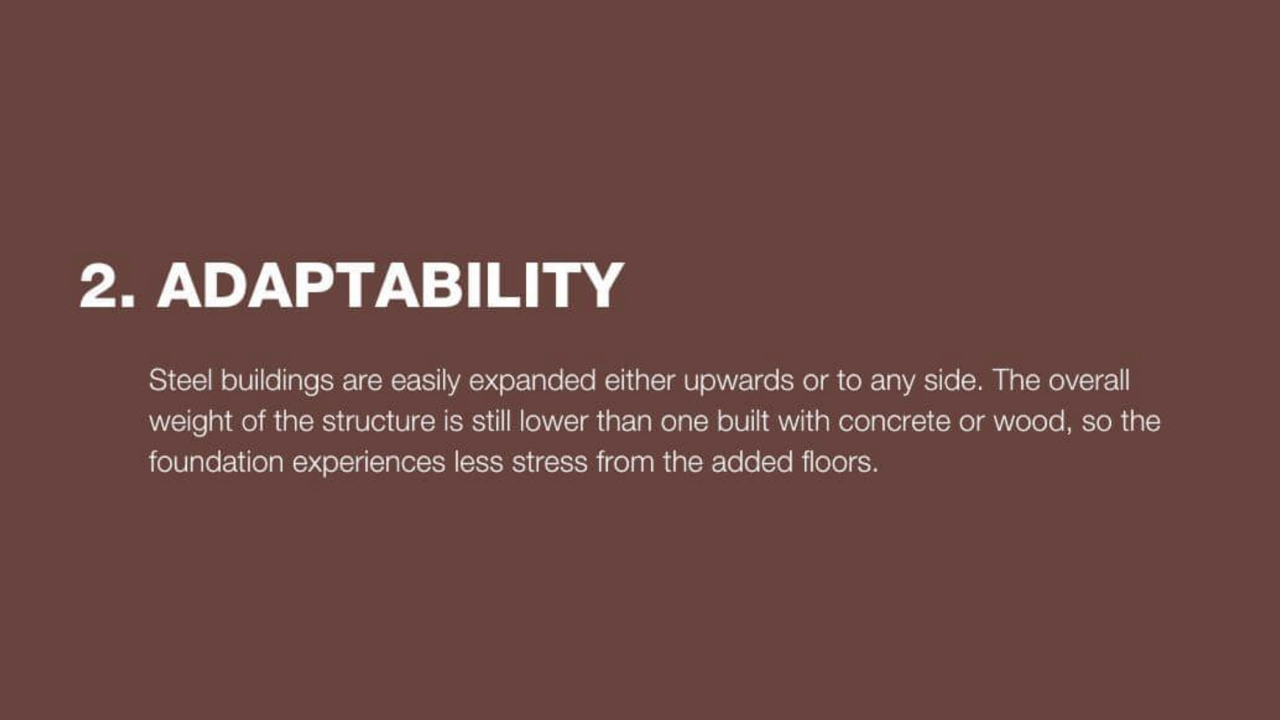 2. ADAPTABILITY
Steel buildings are easily expanded either upwards or to any side. The overall
weight of the structure is still lower than one built with concrete or wood, so the
foundation experiences less stress from the added floors.